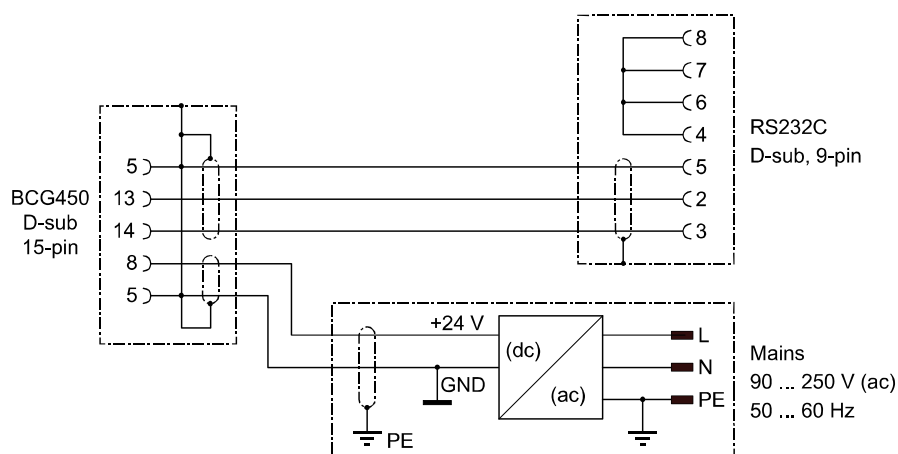 8
7
6
4
5
2
3
RS232C
D-sub, 9-pin
BCG450
D-sub
15-pin
5
13
14
8
5
+24 V
(dc)
GND
(ac)
PE
L
N
PE
Mains
90 ... 250 V (ac)
50 ... 60 Hz